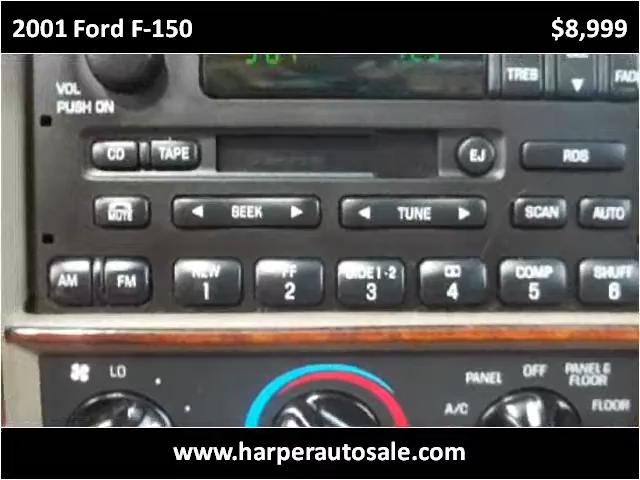 2001 Ford F-150 $8,999
TREB FADE
VOL
PUSH ON
CD TAPE EJ RDS
MUTE SEEK TUNE SCAN AUTO
AM FM
NEW FF SIDE 1-2 COMP SHUFF
1 2 3 4 5 6
LO PANEL OFF PANEL &
FLOOR
A/C FLOOR
www.harperautosale.com